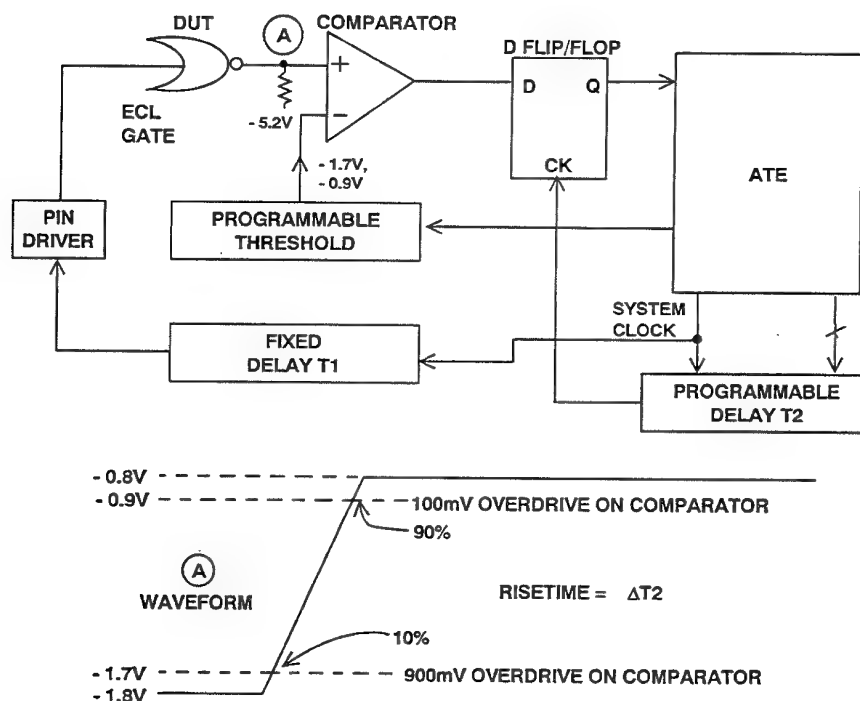 DUT
A
COMPARATOR
D FLIP/FLOP
+
D
Q
- 5.2V
–
ECL
GATE
- 1.7V,
- 0.9V
CK
ATE
PIN
DRIVER
PROGRAMMABLE
THRESHOLD
SYSTEM
CLOCK
FIXED
DELAY T1
PROGRAMMABLE
DELAY T2
- 0.8V
- 0.9V
100mV OVERDRIVE ON COMPARATOR
90%
A
WAVEFORM
RISETIME = ΔT2
10%
- 1.7V
900mV OVERDRIVE ON COMPARATOR
- 1.8V